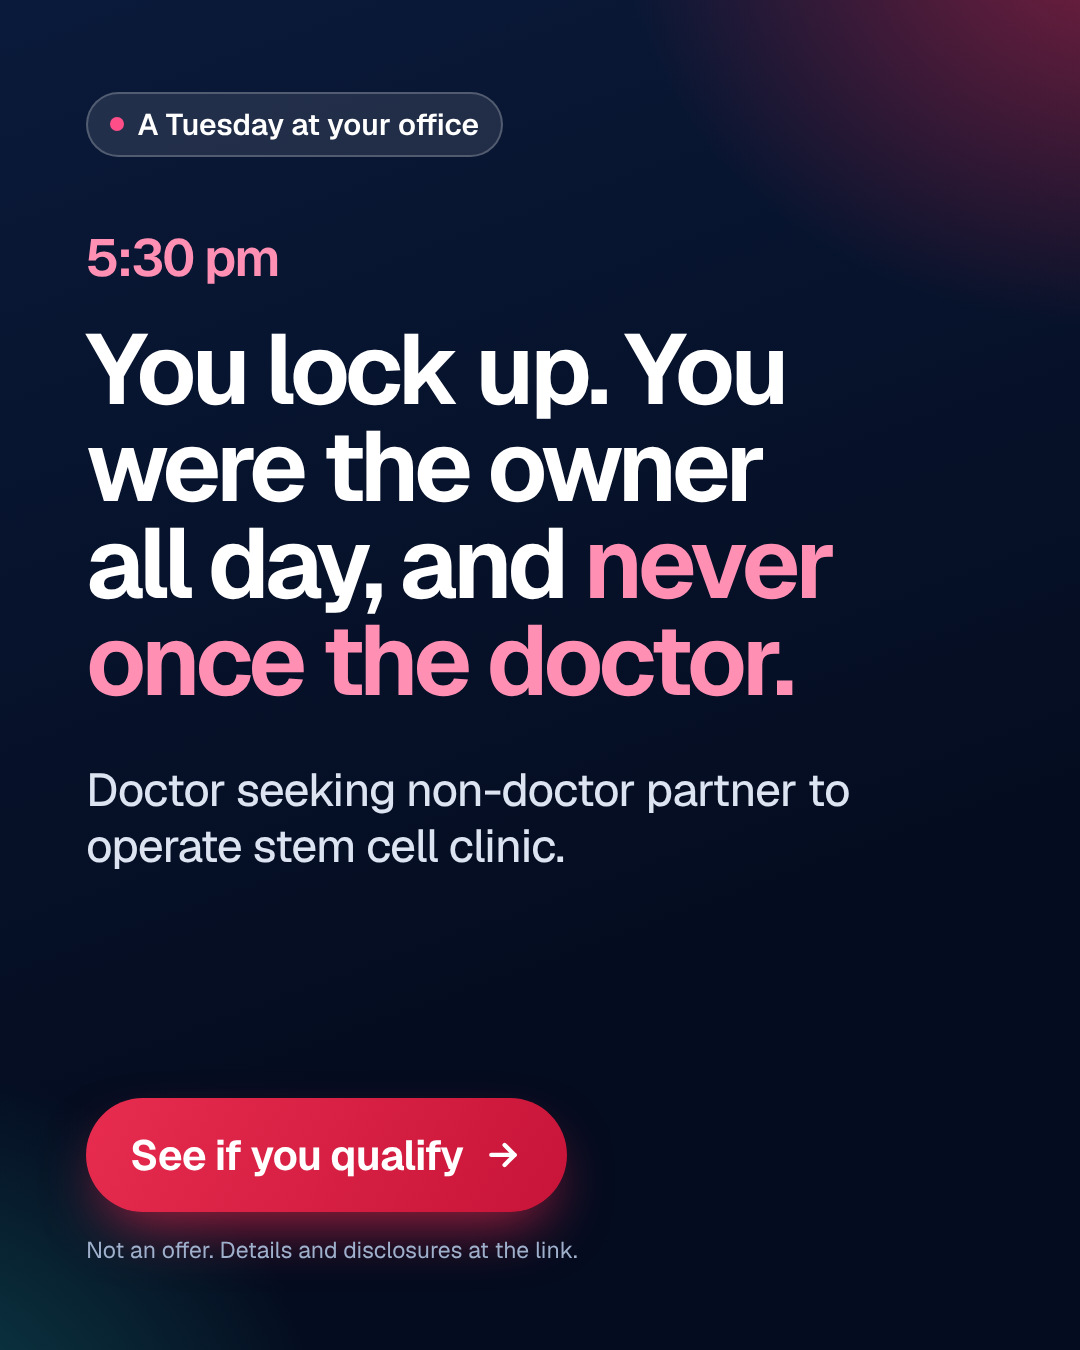 A Tuesday at your office
5:30 pm
You lock up. You
were the owner
all day, and never
once the doctor.
Doctor seeking non-doctor partner to
operate stem cell clinic.
See if you qualify →
Not an offer. Details and disclosures at the link.